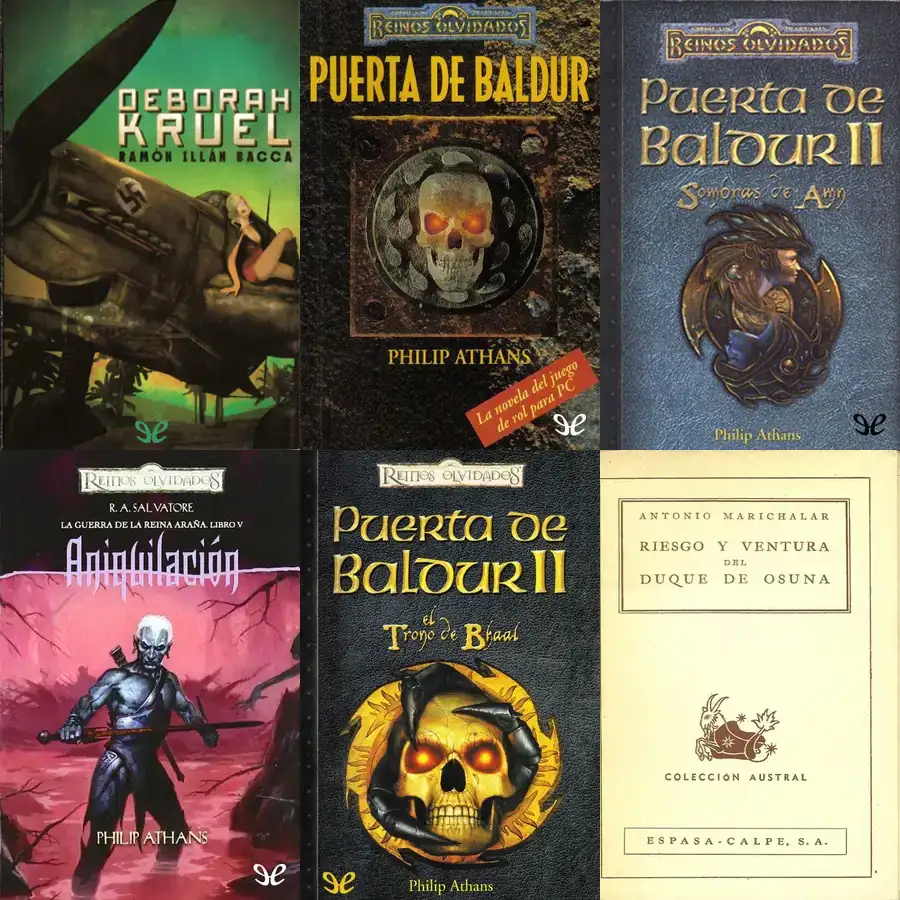 DEBORAH
KRUEL
RAMÓN ILLÁN BACCA
REINOS OLVIDADOS
PUERTA DE BALDUR
PHILIP ATHANS
La novela del juego
de rol para PC
REINOS OLVIDADOS
Puerta de
Baldur II
Sombras de Amn
Philip Athans
REINOS OLVIDADOS
R. A. SALVATORE
LA GUERRA DE LA REINA ARAÑA. LIBRO V
Aniquilación
PHILIP ATHANS
REINOS OLVIDADOS
Puerta de
Baldur II
el
Trono de Bhaal
Philip Athans
ANTONIO MARICHALAR
RIESGO Y VENTURA
DEL
DUQUE DE OSUNA
COLECCIÓN AUSTRAL
ESPASA-CALPE, S. A.